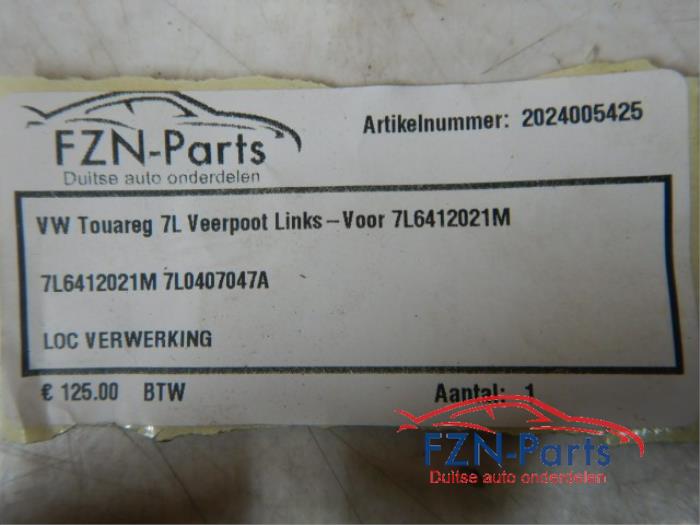 FZN-Parts
Duitse auto onderdelen
Artikelnummer: 2024005425
VW Touareg 7L Veerpoot Links-Voor 7L6412021M
7L6412021M 7L0407047A
LOC VERWERKING
€ 125.00 BTW
Aantal: 1
FZN-Parts
Duitse auto onderdelen